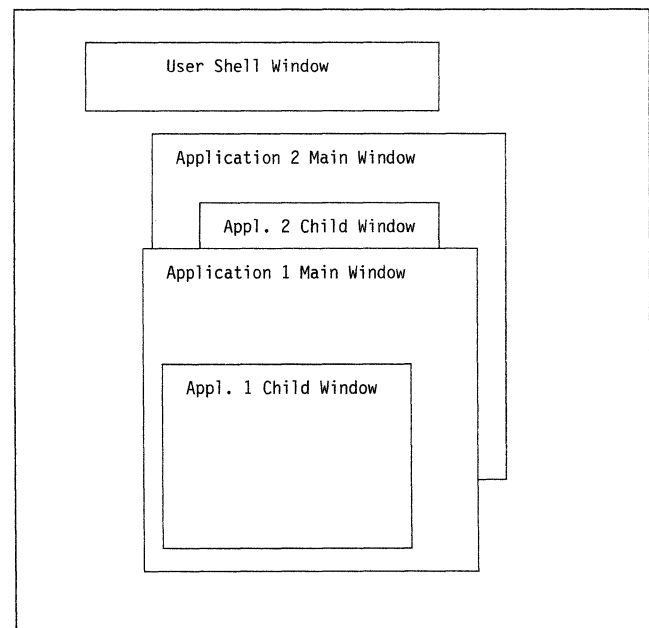 User Shell Window
Application 2 Main Window
Appl. 2 Child Window
Application 1 Main Window
Appl. 1 Child Window